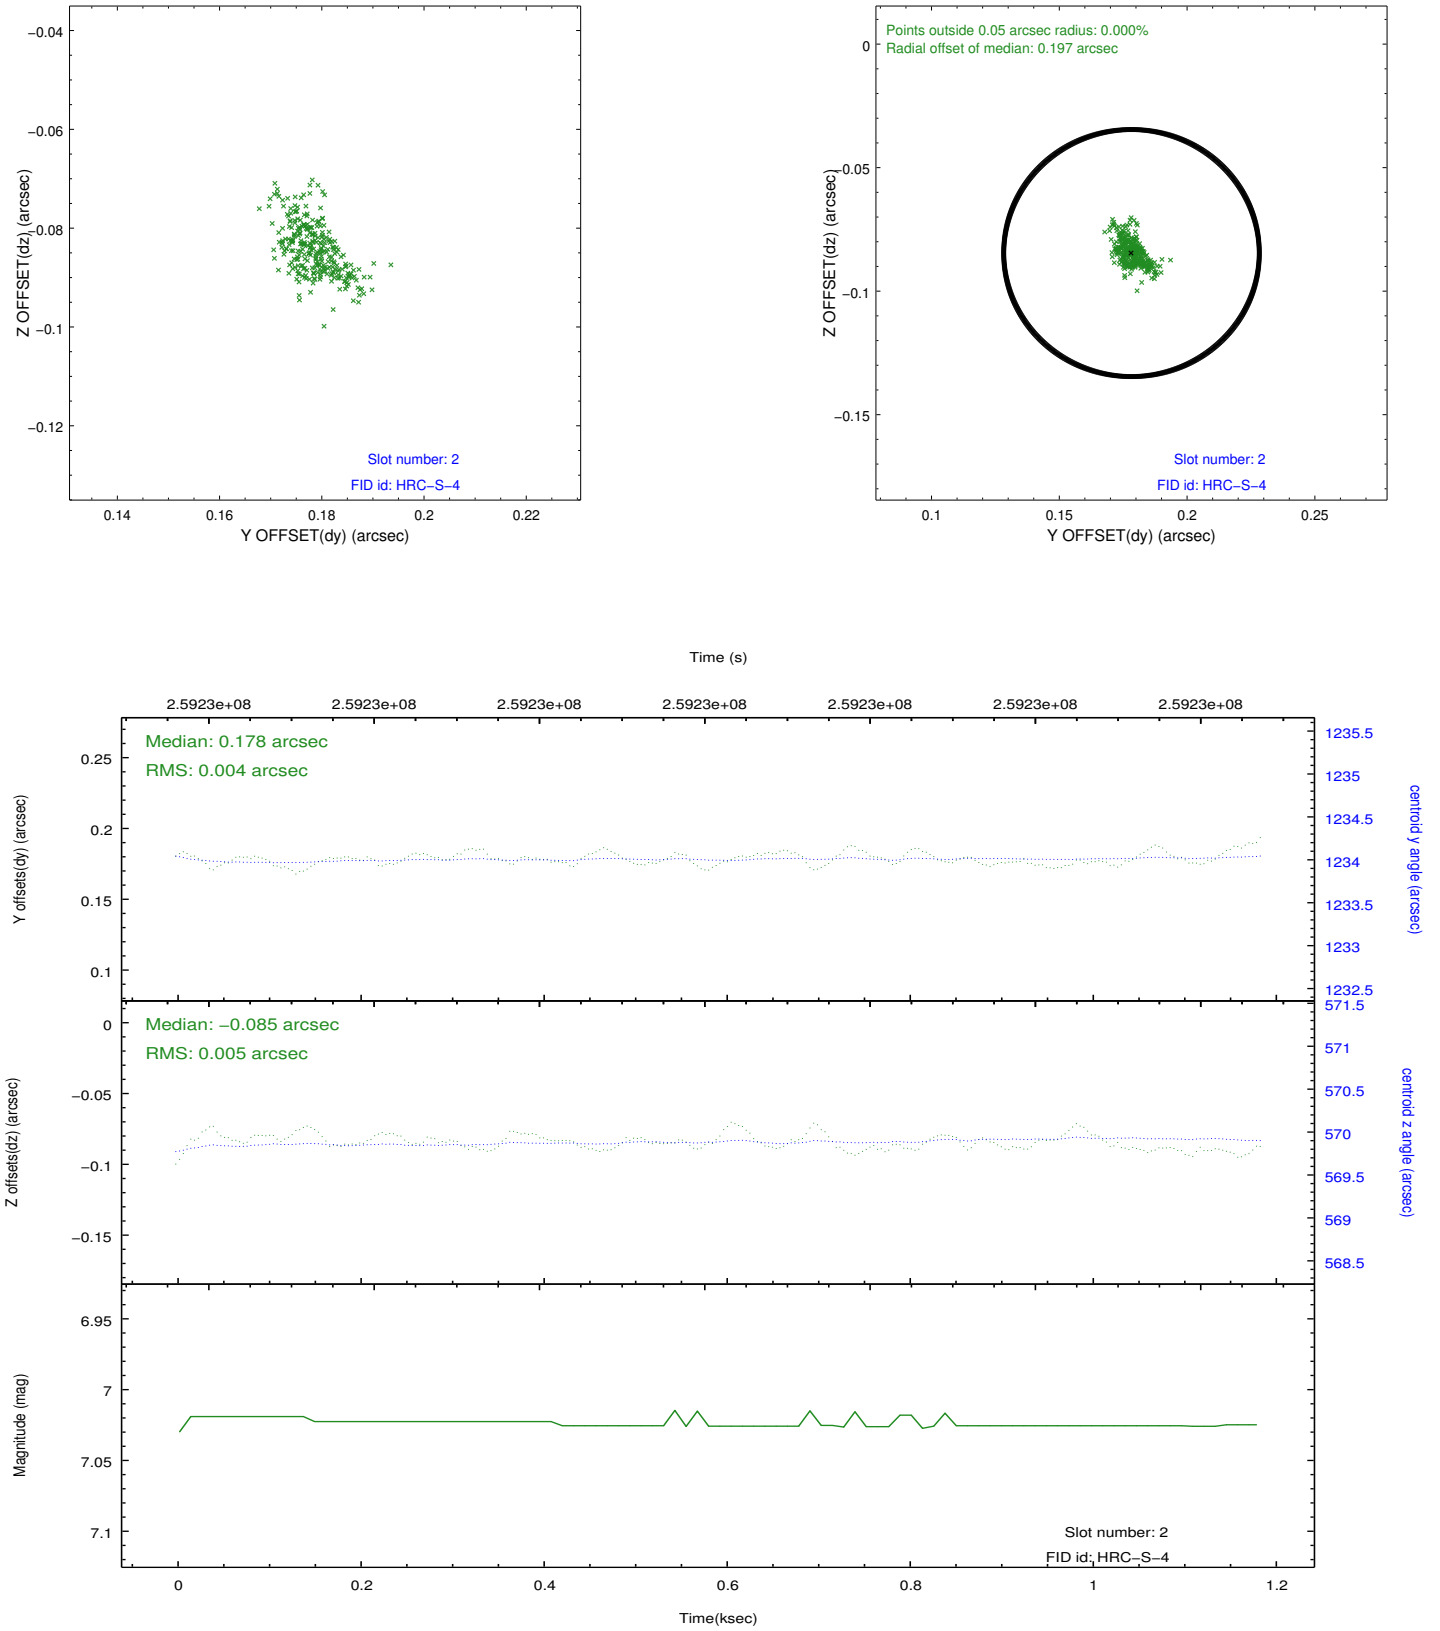 −0.04
−0.06
−0.08
−0.1
−0.12
Z OFFSET(dz) (arcsec)
Slot number: 2
FID id: HRC−S−4
0.14
0.16
0.18
0.2
0.22
Y OFFSET(dy) (arcsec)
Points outside 0.05 arcsec radius: 0.000%
Radial offset of median: 0.197 arcsec
0
−0.05
−0.1
−0.15
Z OFFSET(dz) (arcsec)
Slot number: 2
FID id: HRC−S−4
0.1
0.15
0.2
0.25
Y OFFSET(dy) (arcsec)
Time (s)
2.5923e+08
2.5923e+08
2.5923e+08
2.5923e+08
2.5923e+08
2.5923e+08
2.5923e+08
Median: 0.178 arcsec
RMS: 0.004 arcsec
0.25
0.2
0.15
0.1
Y offsets(dy) (arcsec)
1235.5
1235
1234.5
1234
1233.5
1233
1232.5
centroid y angle (arcsec)
Median: −0.085 arcsec
RMS: 0.005 arcsec
0
−0.05
−0.1
−0.15
Z offsets(dz) (arcsec)
571.5
571
570.5
570
569.5
569
568.5
centroid z angle (arcsec)
6.95
7
7.05
7.1
Magnitude (mag)
Slot number: 2
FID id: HRC−S−4
0
0.2
0.4
0.6
0.8
1
1.2
Time(ksec)